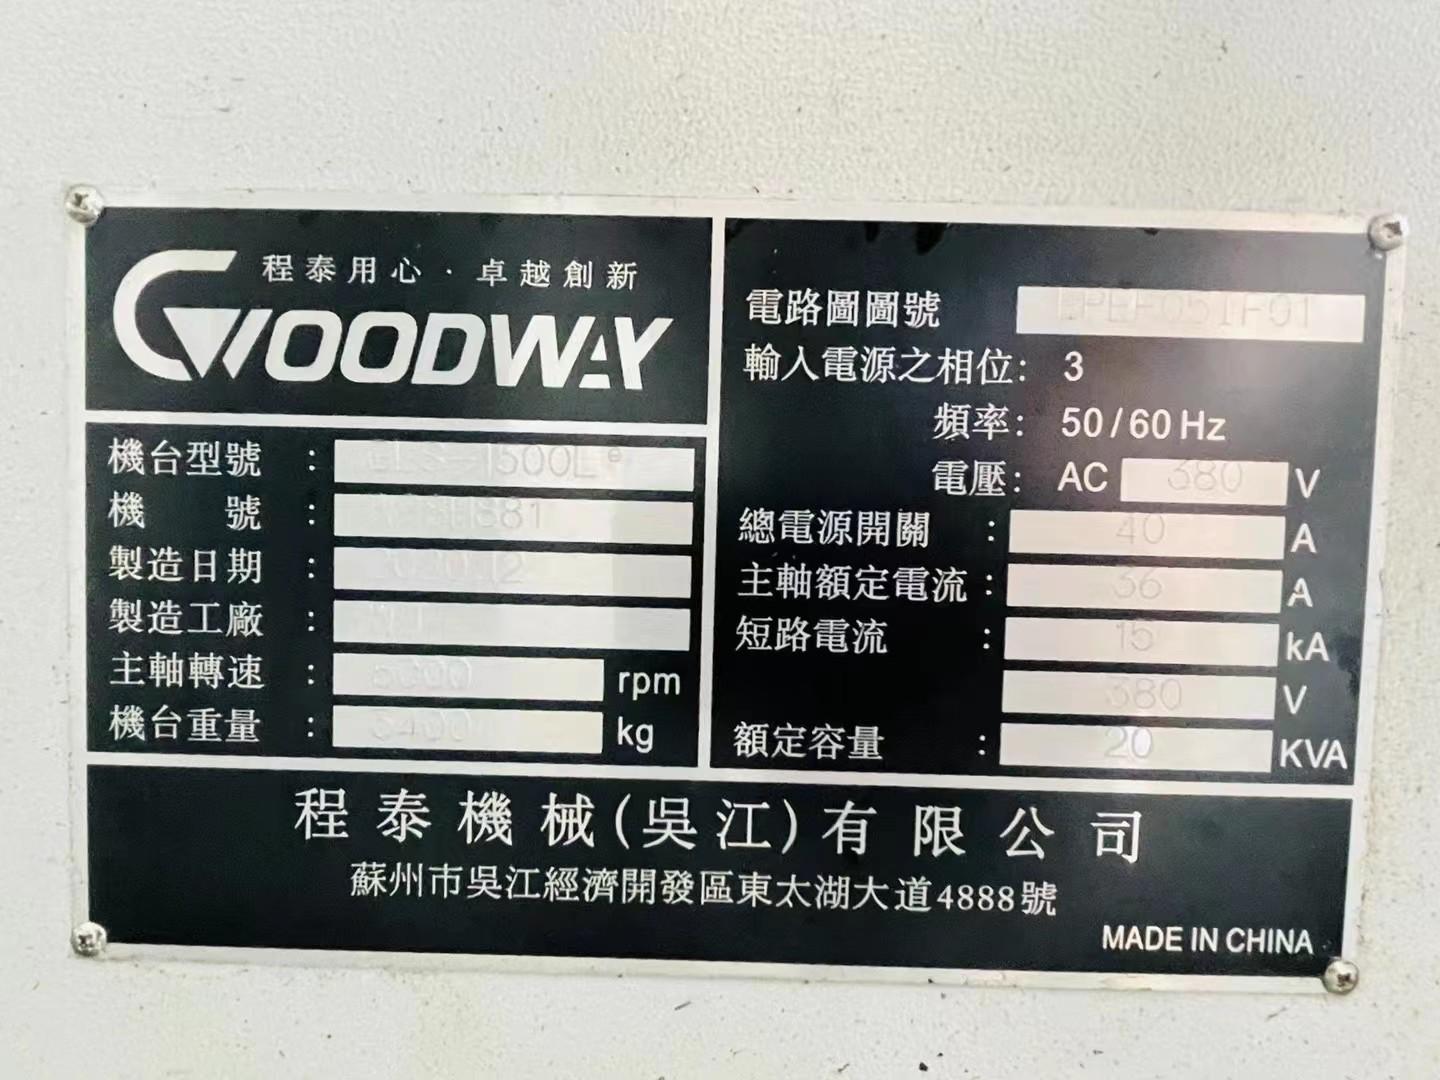 程泰用心·卓越創新
GOODWAY
機台型號 :
機 號 :
製造日期 :
製造工廠 :
主軸轉速 : 5000 rpm
機台重量 : 3400 kg
電路圖圖號
輸入電源之相位: 3
頻率: 50/60 Hz
電壓: AC 380 V
總電源開關 : 40 A
主軸額定電流: 36 A
短路電流 : 15 kA
380 V
額定容量 : 20 KVA
程泰機械(吳江)有限公司
蘇州市吳江經濟開發區東太湖大道4888號
MADE IN CHINA